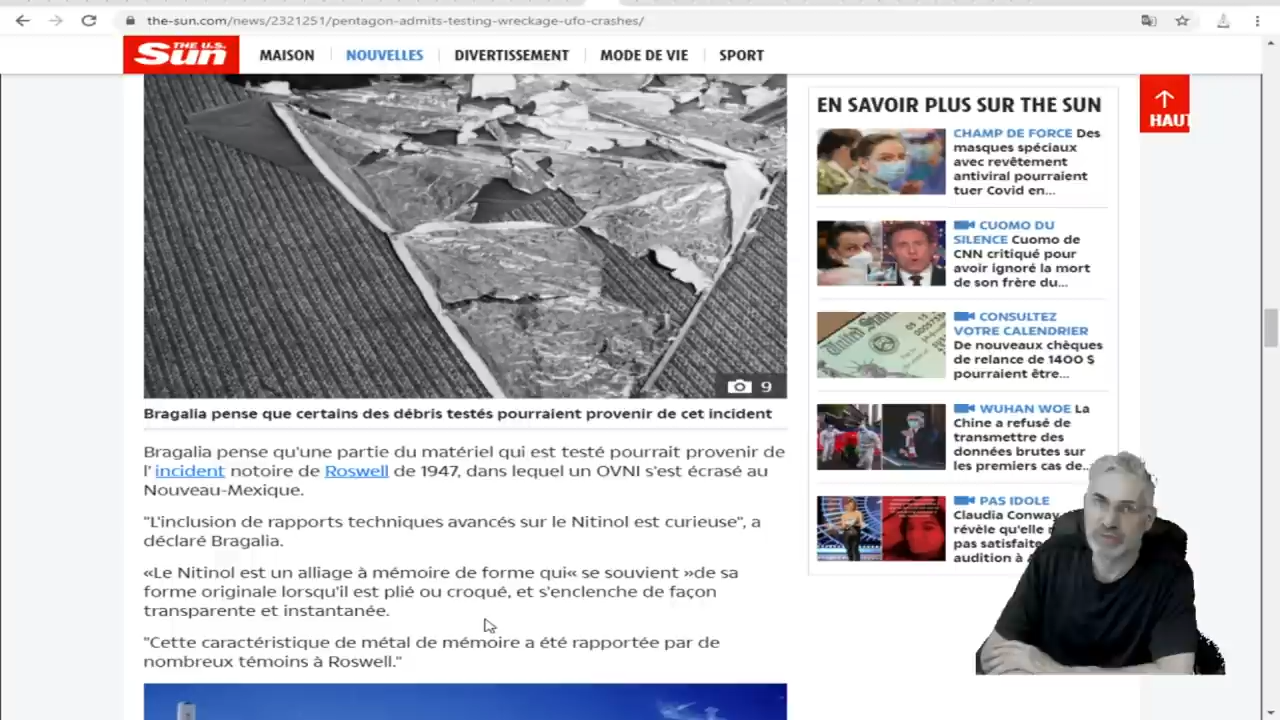 the-sun.com/news/2321251/pentagon-admits-testing-wreckage-ufo-crashes/
THE U.S. Sun
MAISON
NOUVELLES
DIVERTISSEMENT
MODE DE VIE
SPORT
9
Bragalia pense que certains des débris testés pourraient provenir de cet incident
Bragalia pense qu'une partie du matériel qui est testé pourrait provenir de
l' incident notoire de Roswell de 1947, dans lequel un OVNI s'est écrasé au
Nouveau-Mexique.
"L'inclusion de rapports techniques avancés sur le Nitinol est curieuse", a
déclaré Bragalia.
«Le Nitinol est un alliage à mémoire de forme qui« se souvient »de sa
forme originale lorsqu'il est plié ou croqué, et s'enclenche de façon
transparente et instantanée.
"Cette caractéristique de métal de mémoire a été rapportée par de
nombreux témoins à Roswell."
EN SAVOIR PLUS SUR THE SUN
CHAMP DE FORCE Des
masques spéciaux
avec revêtement
antiviral pourraient
tuer Covid en...
CUOMO DU
SILENCE Cuomo de
CNN critiqué pour
avoir ignoré la mort
de son frère du...
CONSULTEZ
VOTRE CALENDRIER
De nouveaux chèques
de relance de 1400 $
pourraient être...
United States
WUHAN WOE La
Chine a refusé de
transmettre des
données brutes sur
les premiers cas de...
PAS IDOLE
Claudia Conway
révèle qu'elle
pas satisfaite
audition à
HAUT